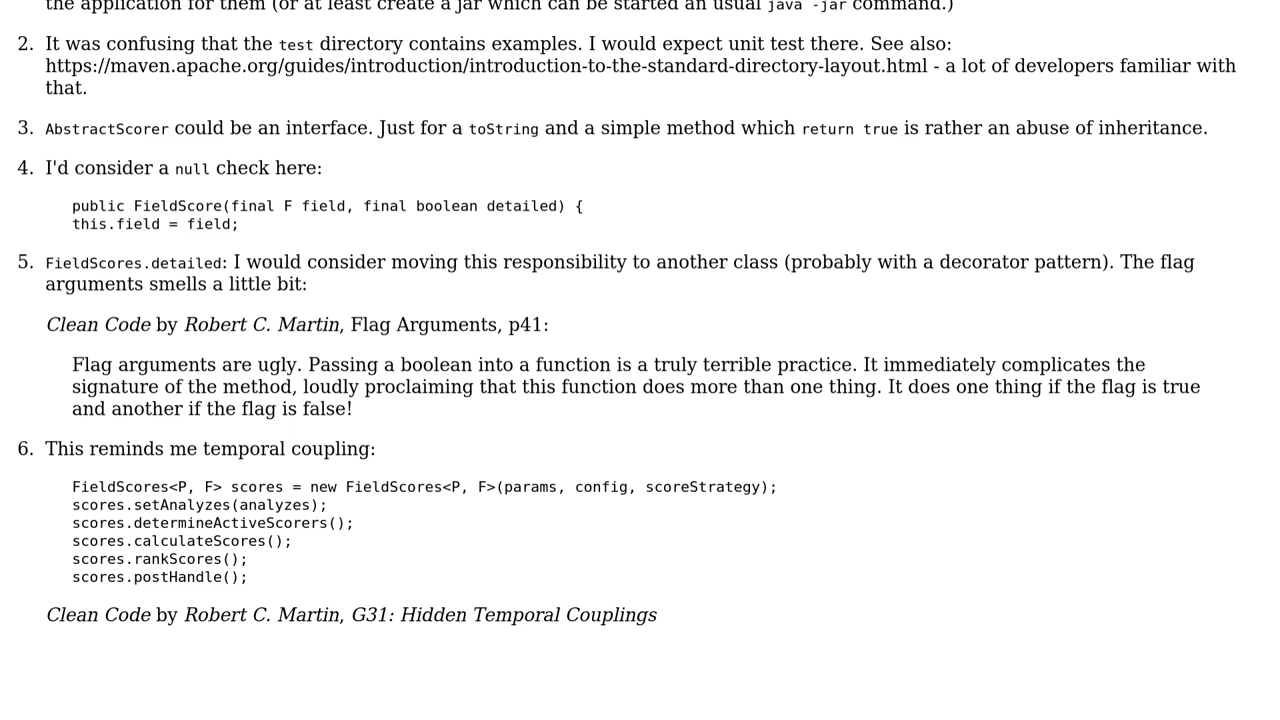 the application for them (or at least create a jar which can be started an usual java -jar command.)
2. It was confusing that the test directory contains examples. I would expect unit test there. See also:
https://maven.apache.org/guides/introduction/introduction-to-the-standard-directory-layout.html - a lot of developers familiar with
that.
3. AbstractScorer could be an interface. Just for a toString and a simple method which return true is rather an abuse of inheritance.
4. I'd consider a null check here:
public FieldScore(final F field, final boolean detailed) {
this.field = field;
5. FieldScores.detailed: I would consider moving this responsibility to another class (probably with a decorator pattern). The flag
arguments smells a little bit:
Clean Code by Robert C. Martin, Flag Arguments, p41:
Flag arguments are ugly. Passing a boolean into a function is a truly terrible practice. It immediately complicates the
signature of the method, loudly proclaiming that this function does more than one thing. It does one thing if the flag is true
and another if the flag is false!
6. This reminds me temporal coupling:
FieldScores<P, F> scores = new FieldScores<P, F>(params, config, scoreStrategy);
scores.setAnalyzes(analyzes);
scores.determineActiveScorers();
scores.calculateScores();
scores.rankScores();
scores.postHandle();
Clean Code by Robert C. Martin, G31: Hidden Temporal Couplings